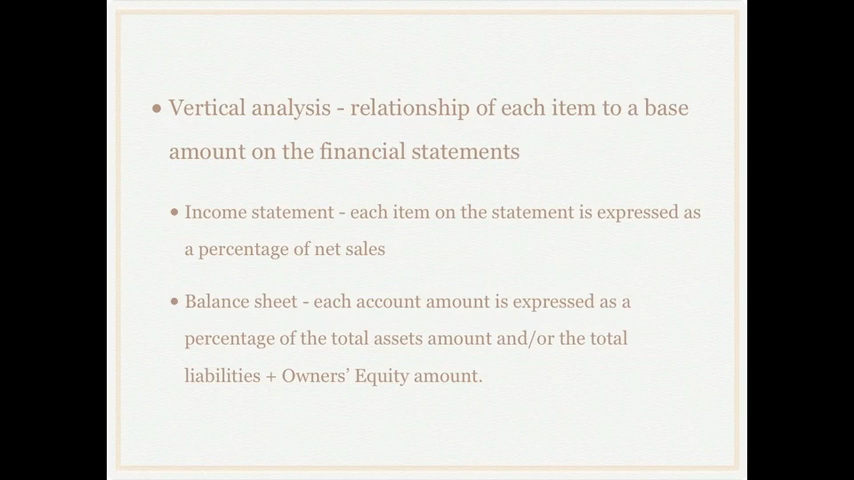 • Vertical analysis - relationship of each item to a base
amount on the financial statements
• Income statement - each item on the statement is expressed as
a percentage of net sales
• Balance sheet - each account amount is expressed as a
percentage of the total assets amount and/or the total
liabilities + Owners’ Equity amount.